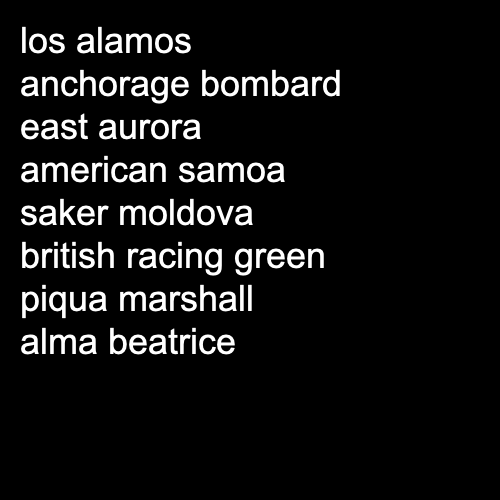 los alamos
anchorage bombard
east aurora
american samoa
saker moldova
british racing green
piqua marshall
alma beatrice